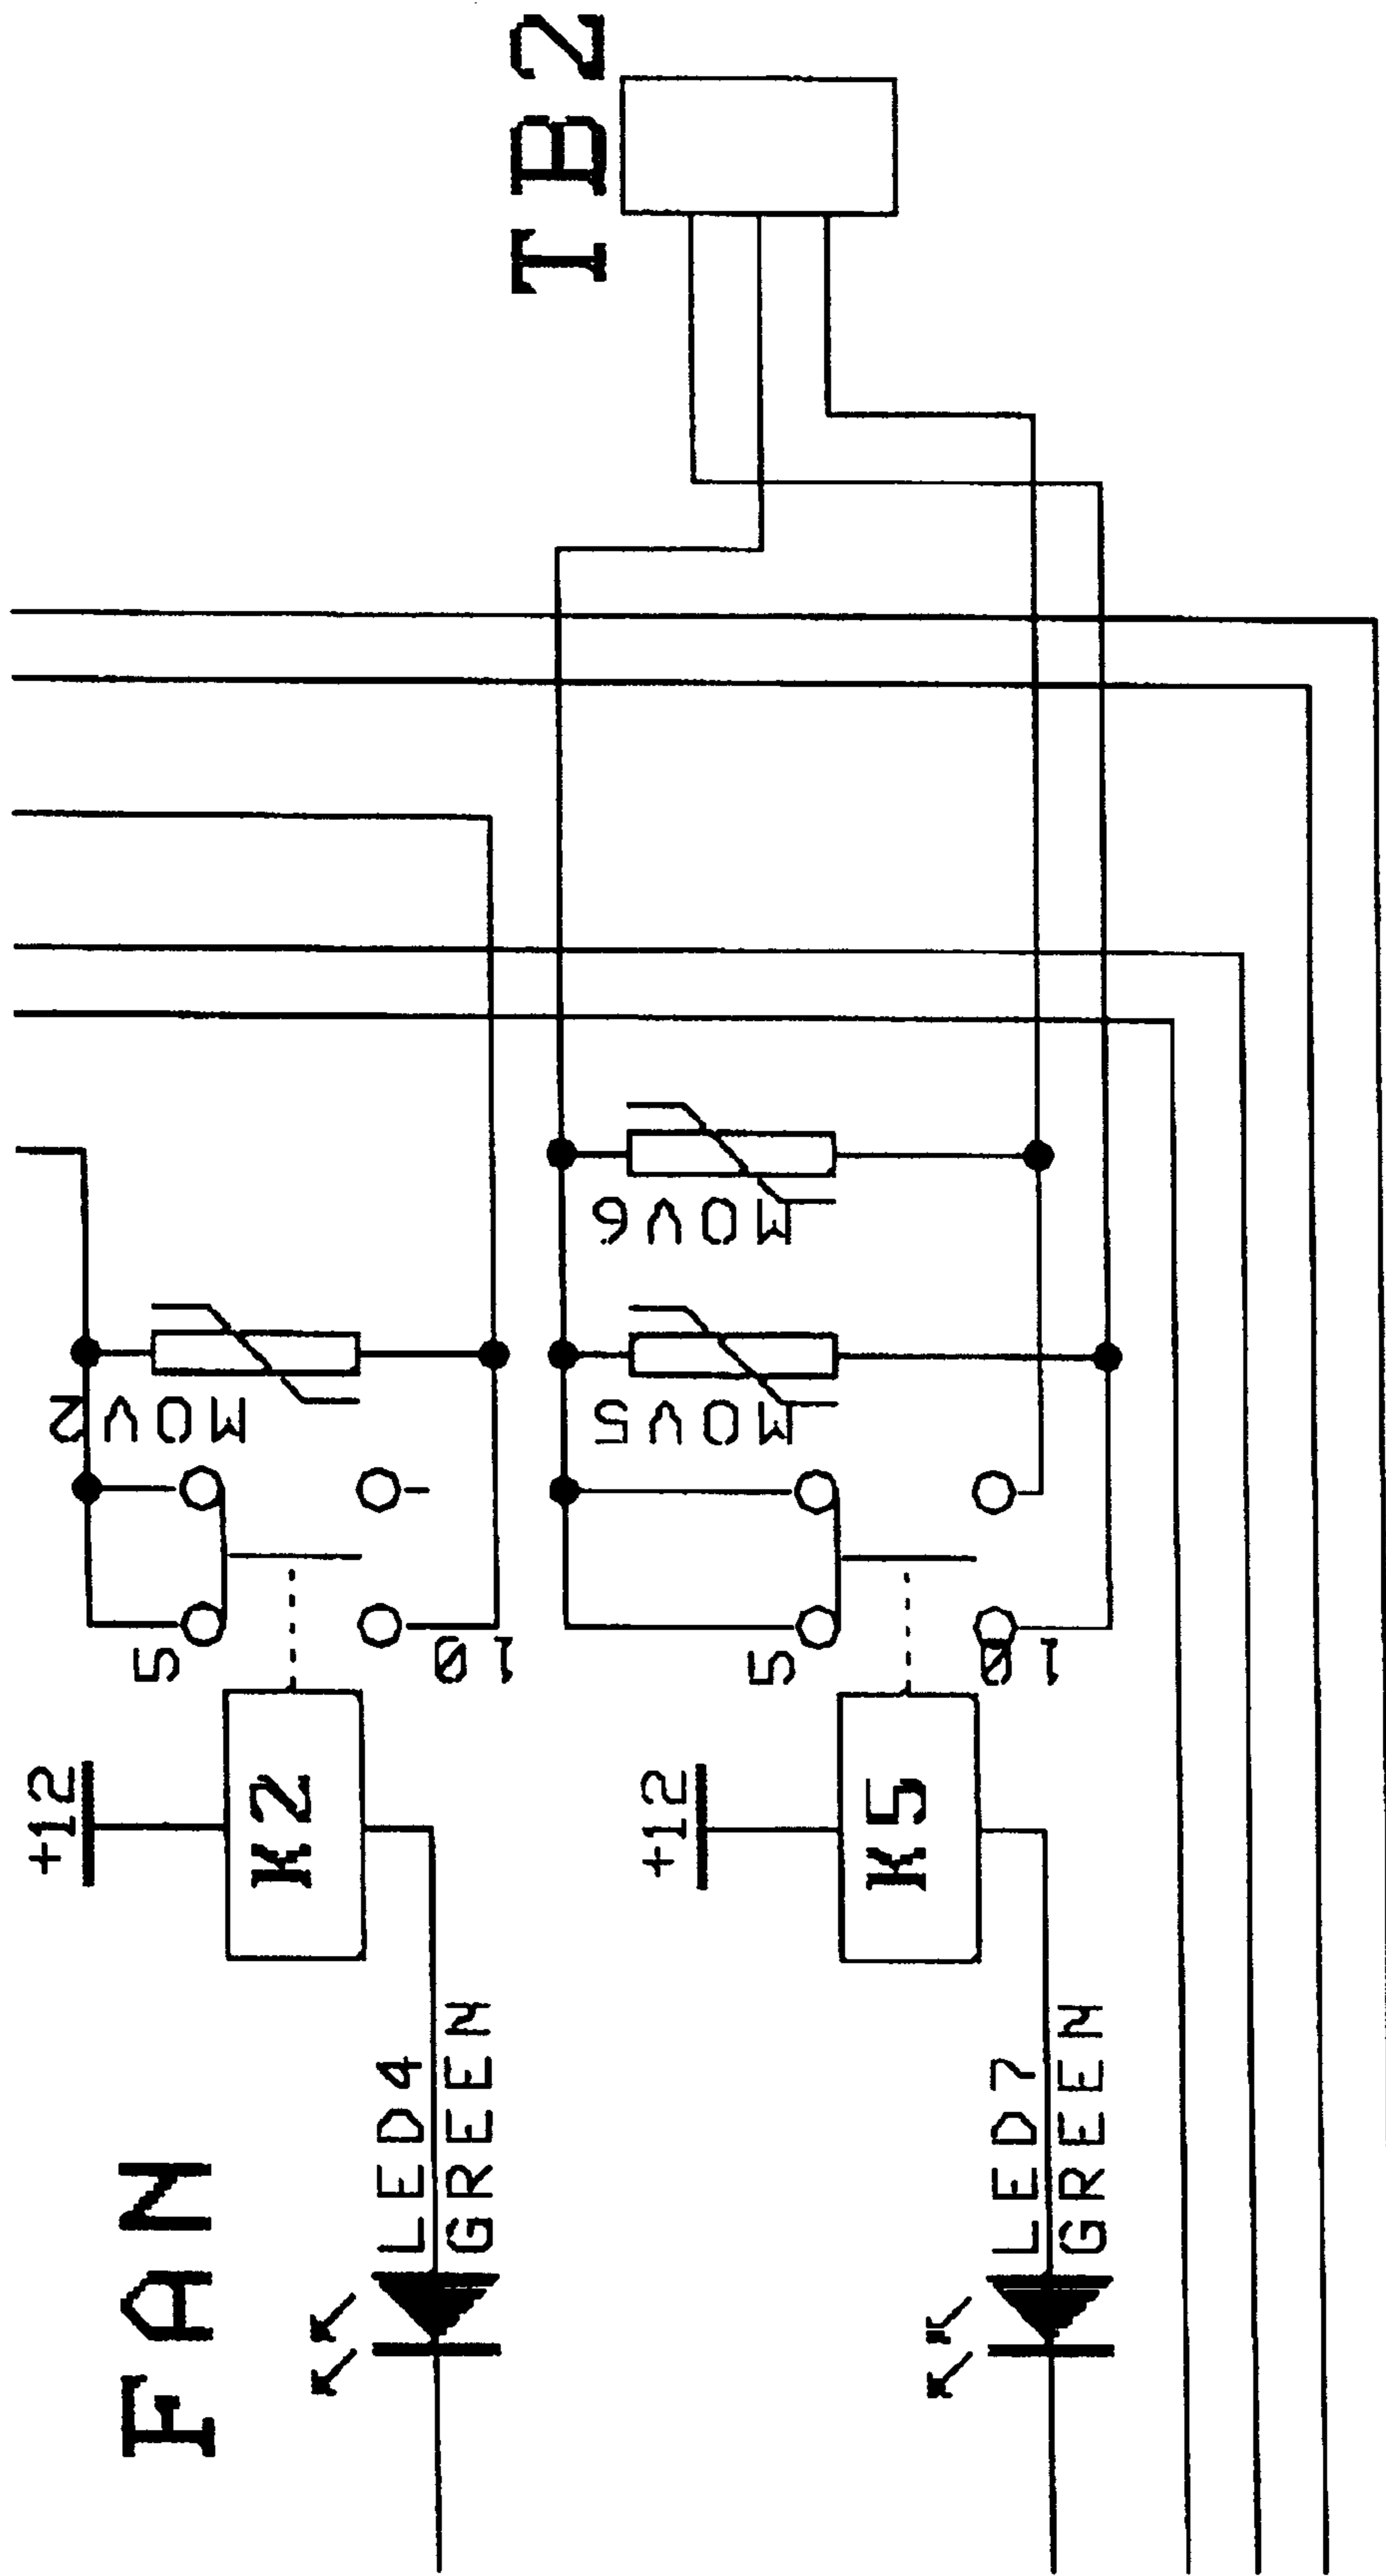 TB2
FAN
+12
K2
5
10
MOV2
LED4
GREEN
+12
K5
5
10
MOV5
MOV6
LED7
GREEN